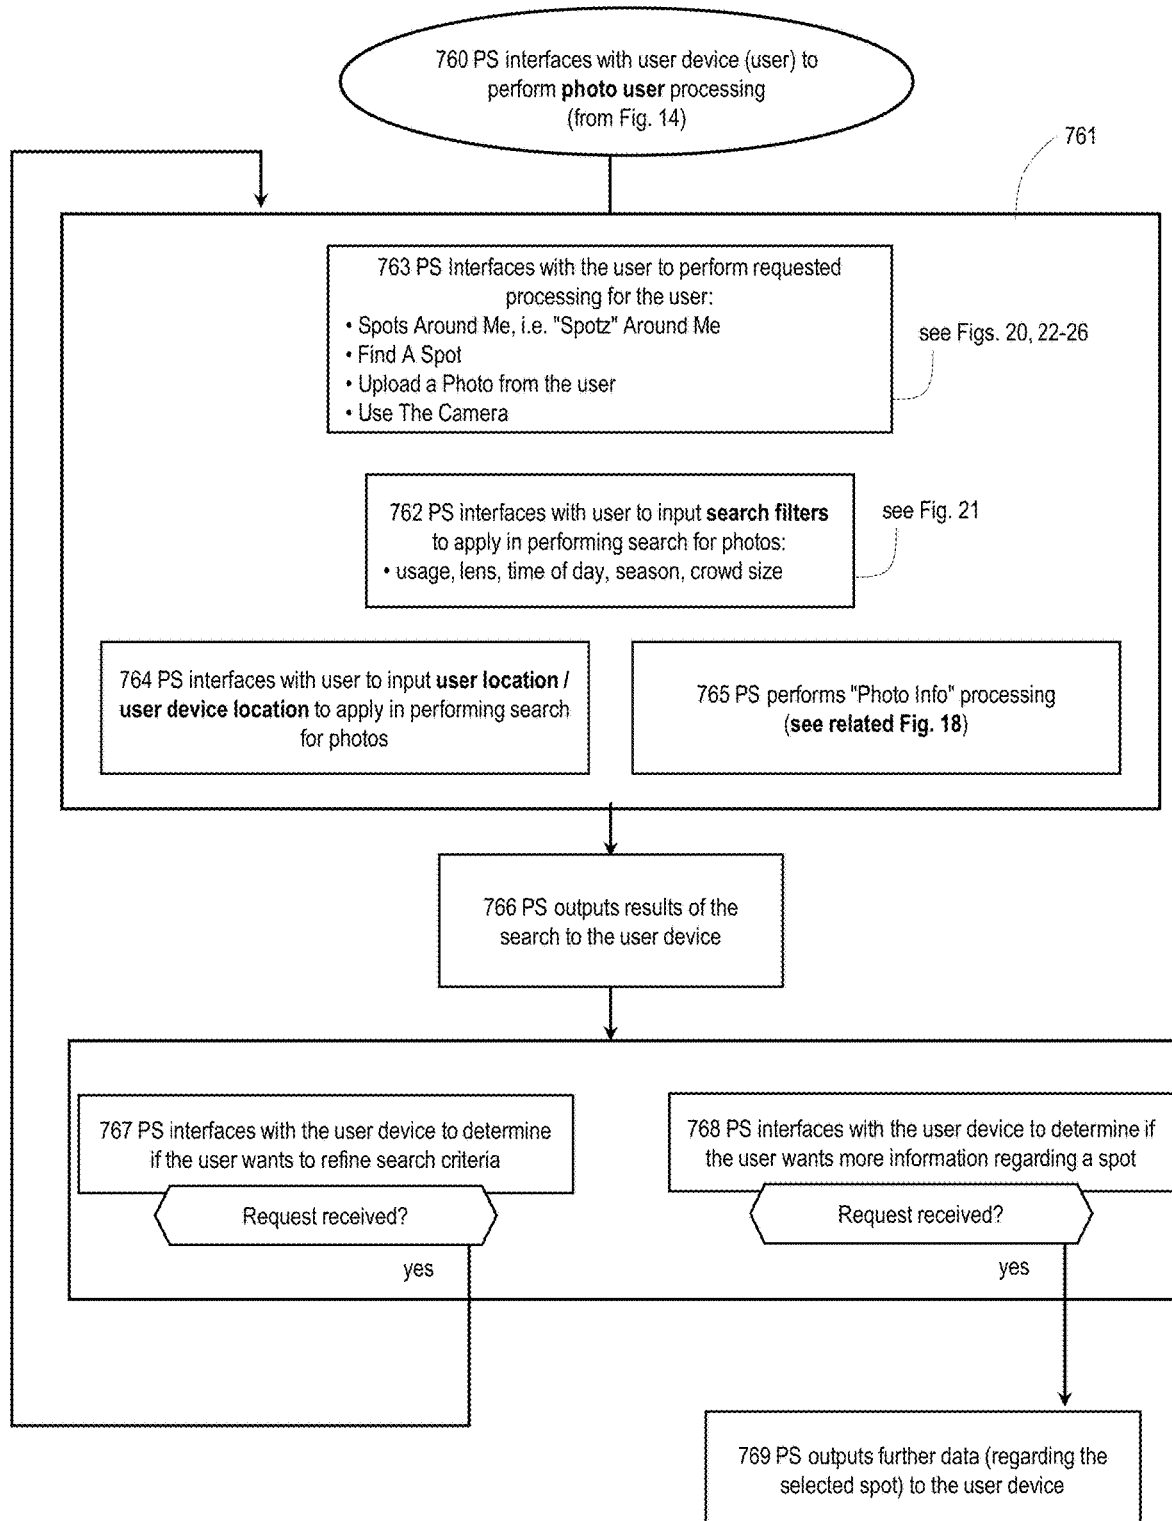 760 PS interfaces with user device (user) to
perform photo user processing
(from Fig. 14)
761
763 PS Interfaces with the user to perform requested
processing for the user:
• Spots Around Me, i.e. "Spotz" Around Me
• Find A Spot
• Upload a Photo from the user
• Use The Camera
see Figs. 20, 22-26
762 PS interfaces with user to input search filters
to apply in performing search for photos:
• usage, lens, time of day, season, crowd size
see Fig. 21
764 PS interfaces with user to input user location /
user device location to apply in performing search
for photos
765 PS performs "Photo Info" processing
(see related Fig. 18)
766 PS outputs results of the
search to the user device
767 PS interfaces with the user device to determine
if the user wants to refine search criteria
Request received?
yes
768 PS interfaces with the user device to determine if
the user wants more information regarding a spot
Request received?
yes
769 PS outputs further data (regarding the
selected spot) to the user device